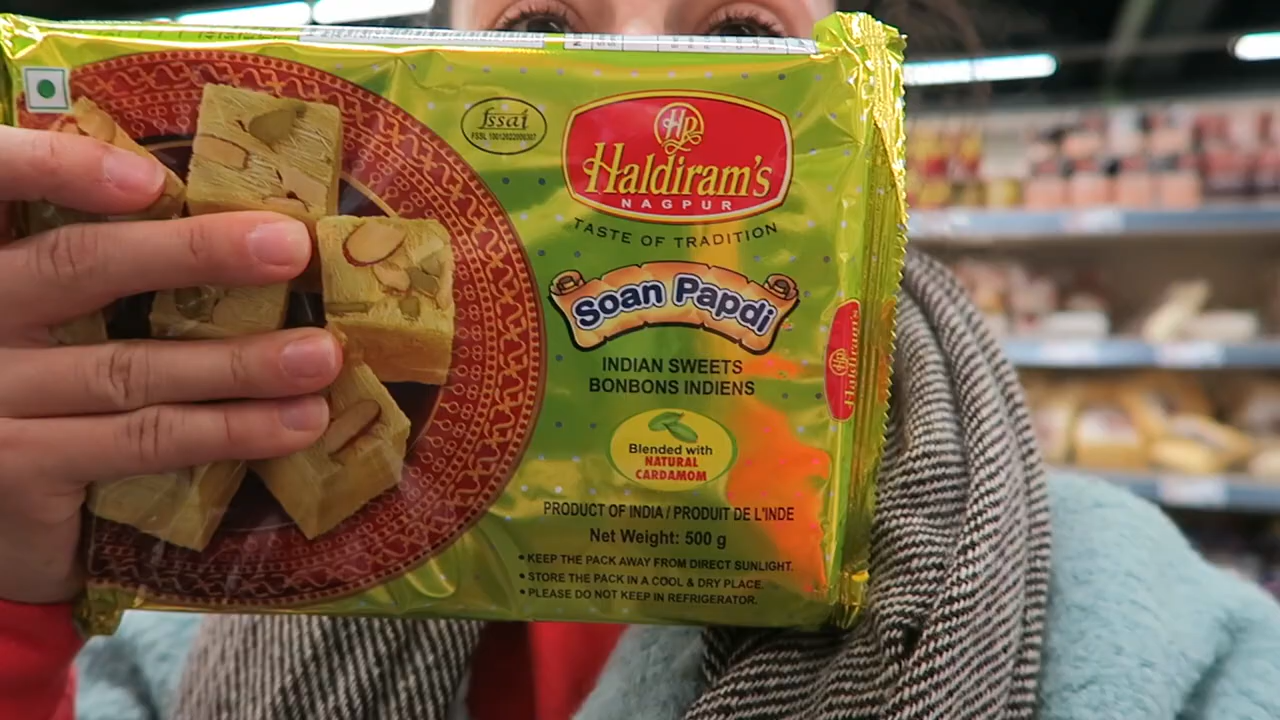 fssai
HR
Haldiram's
NAGPUR
TASTE OF TRADITION
Soan Papdi
INDIAN SWEETS
BONBONS INDIENS
Blended with
NATURAL
CARDAMOM
PRODUCT OF INDIA / PRODUIT DE L'INDE
Net Weight: 500 g
• KEEP THE PACK AWAY FROM DIRECT SUNLIGHT.
• STORE THE PACK IN A COOL & DRY PLACE.
• PLEASE DO NOT KEEP IN REFRIGERATOR.
Haldiram's